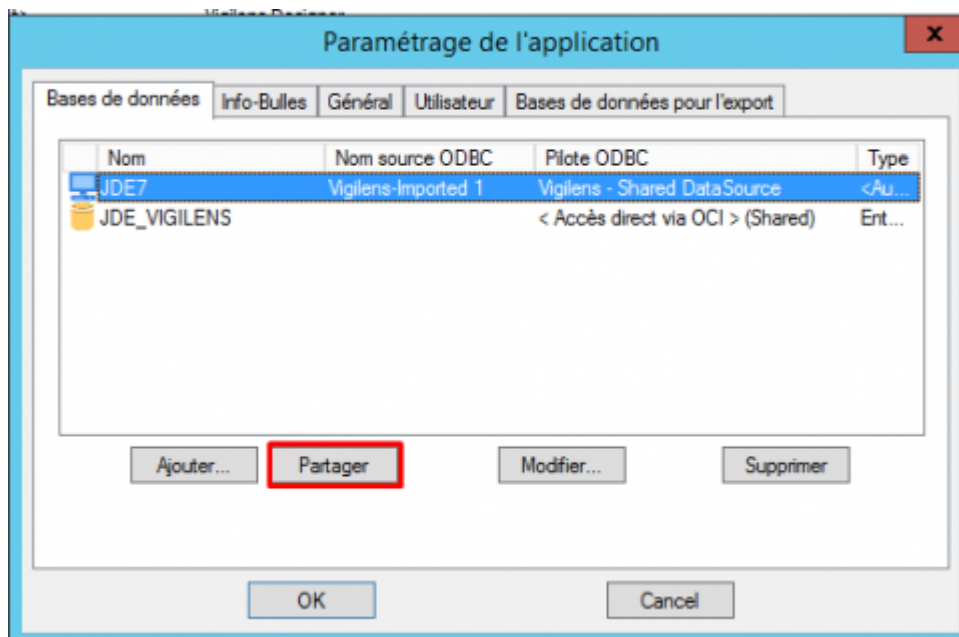 Vigilens Designer
Paramétrage de l'application
x
Bases de données Info-Bulles Général Utilisateur Bases de données pour l'export
Nom Nom source ODBC Pilote ODBC Type
JDE7 Vigilens-Imported 1 Vigilens - Shared DataSource <Au...
JDE_VIGILENS < Accès direct via OCI > (Shared) Ent...
Ajouter... Partager Modifier... Supprimer
OK Cancel